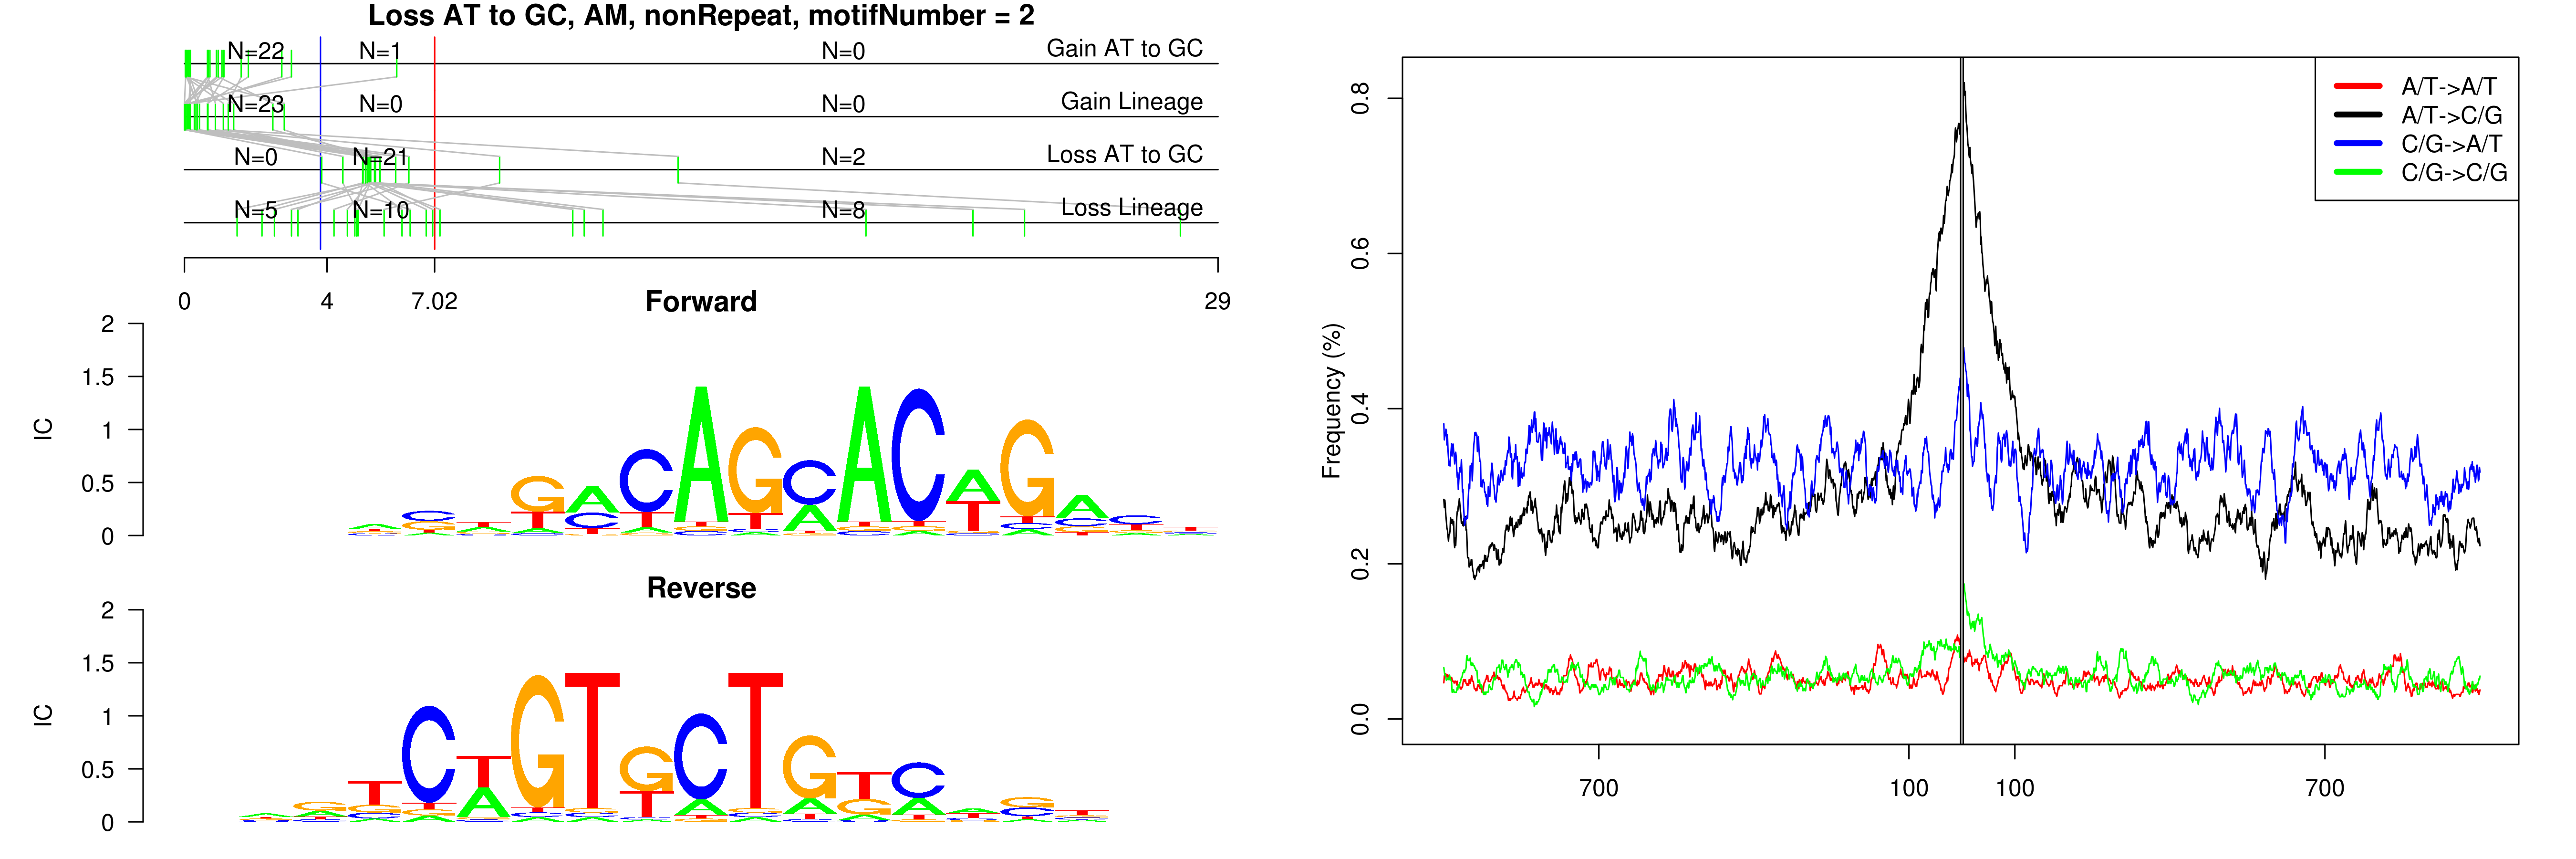 Loss AT to GC, AM, nonRepeat, motifNumber = 2
N=22 N=1 N=0 Gain AT to GC
N=23 N=0 N=0 Gain Lineage
N=0 N=21 N=2 Loss AT to GC
N=5 N=10 N=8 Loss Lineage
0 4 7.02 29
Forward
2
1.5
1
0.5
0
IC
GACAGCACAGA
Reverse
2
1.5
1
0.5
0
IC
TCTGTGCTGTC
0.8
0.6
0.4
0.2
0.0
Frequency (%)
700 100 100 700
A/T->A/T
A/T->C/G
C/G->A/T
C/G->C/G